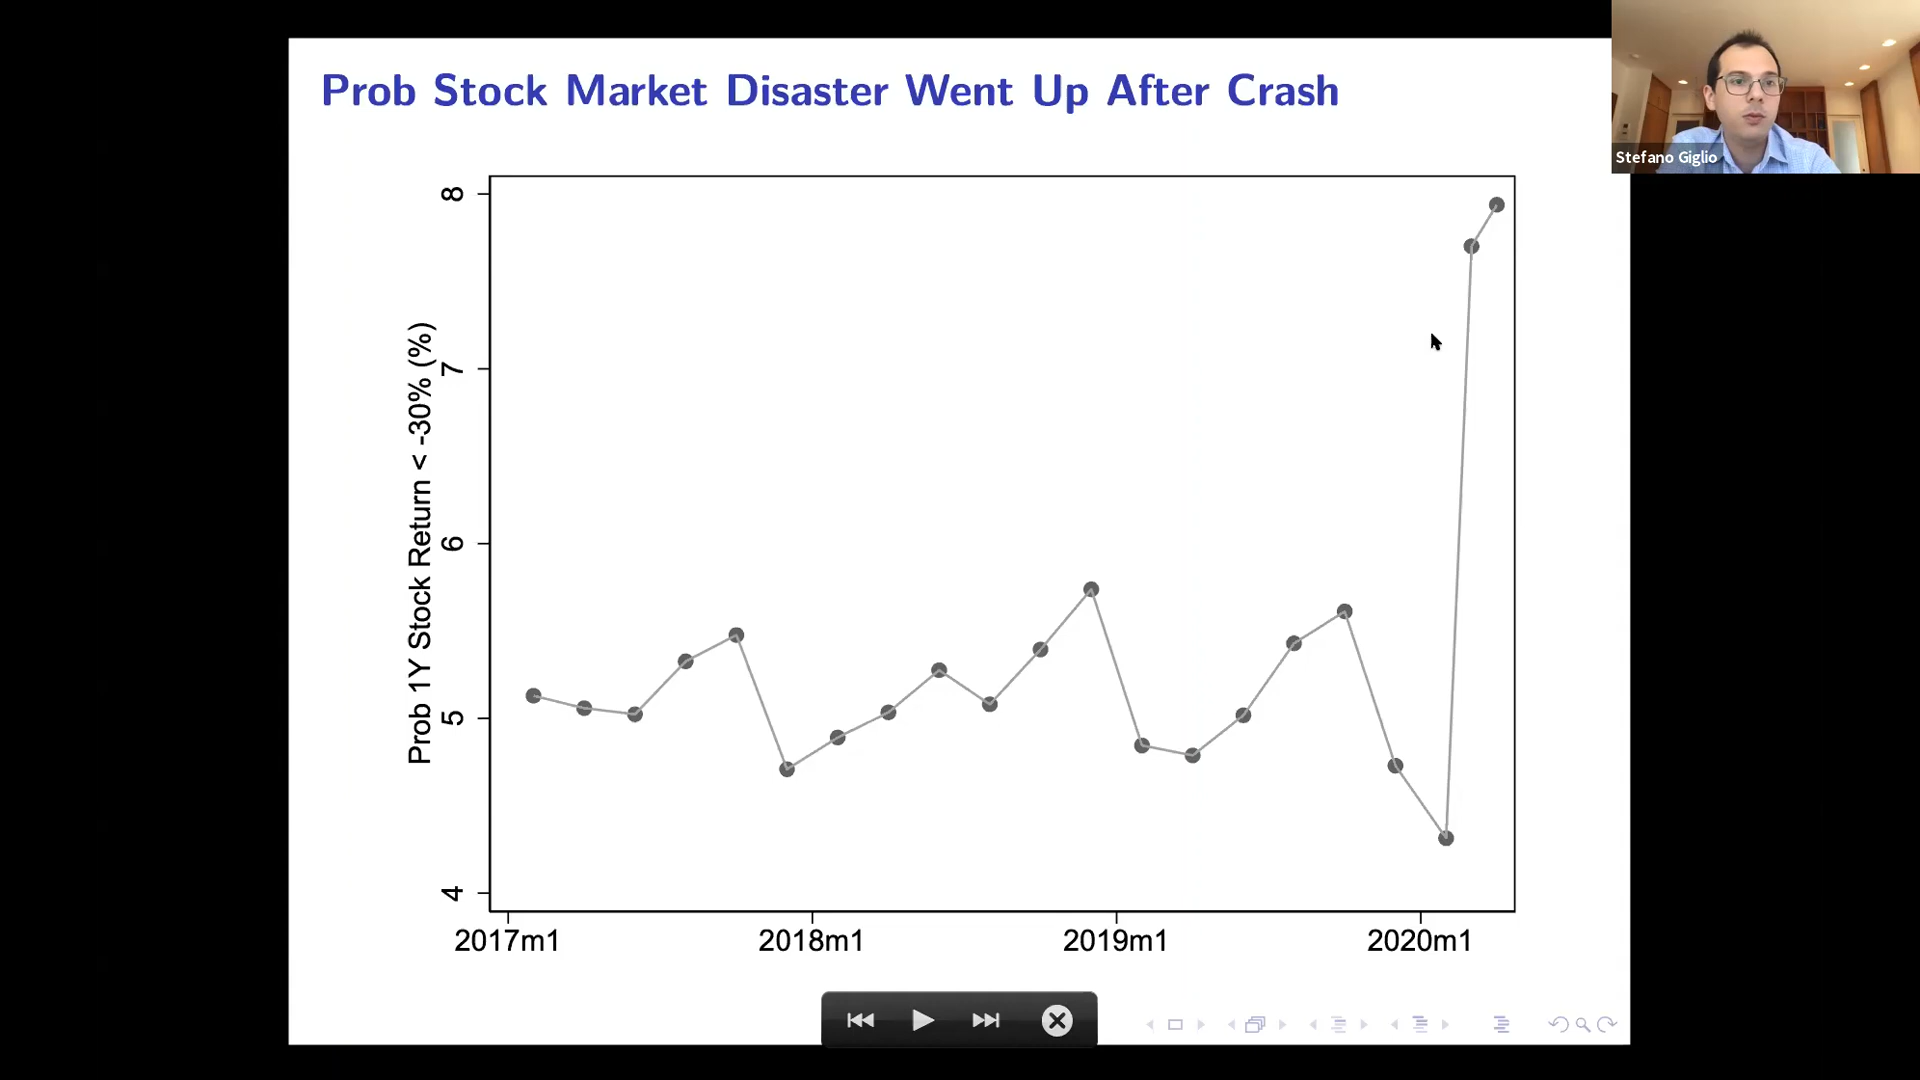 Prob Stock Market Disaster Went Up After Crash
Stefano Giglio
Prob 1Y Stock Return < -30% (%)
8
7
6
5
4
2017m1
2018m1
2019m1
2020m1